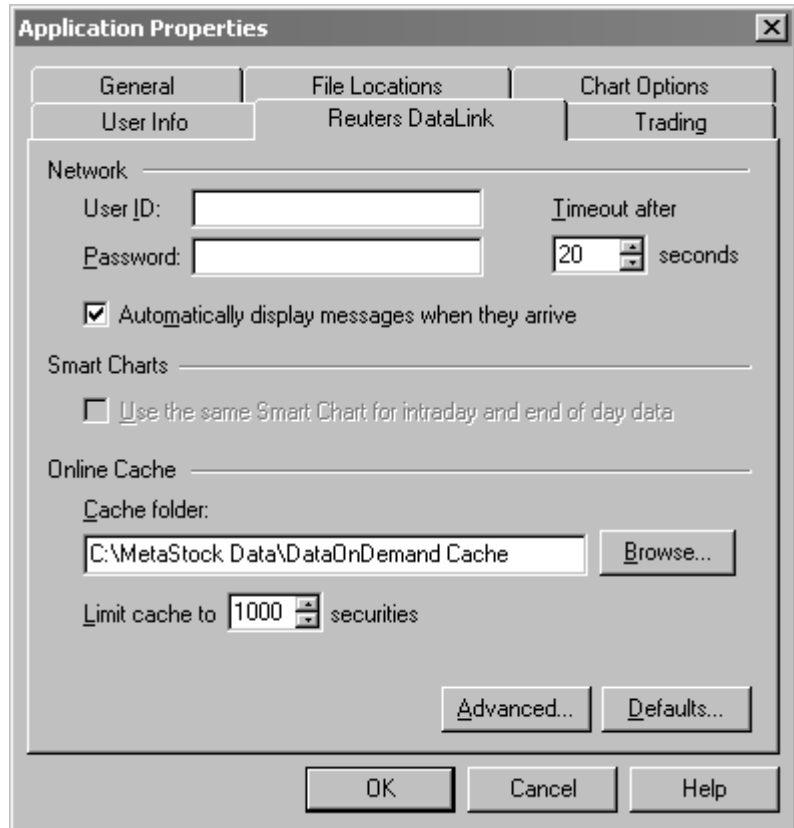 Application Properties
General File Locations Chart Options
User Info Reuters DataLink Trading
Network
User ID: Timeout after
Password: 20 seconds
Automatically display messages when they arrive
Smart Charts
Use the same Smart Chart for intraday and end of day data
Online Cache
Cache folder:
C:\MetaStock Data\DataOnDemand Cache Browse...
Limit cache to 1000 securities
Advanced... Defaults...
OK Cancel Help